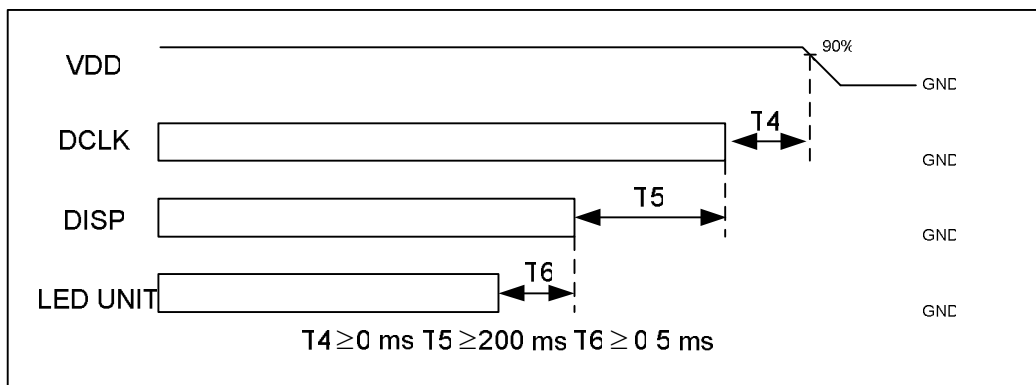 VDD
90%
GND
DCLK
T4
GND
DISP
T5
GND
LED UNIT
T6
GND
T4 ≥0 ms T5 ≥200 ms T6 ≥ 0 5 ms